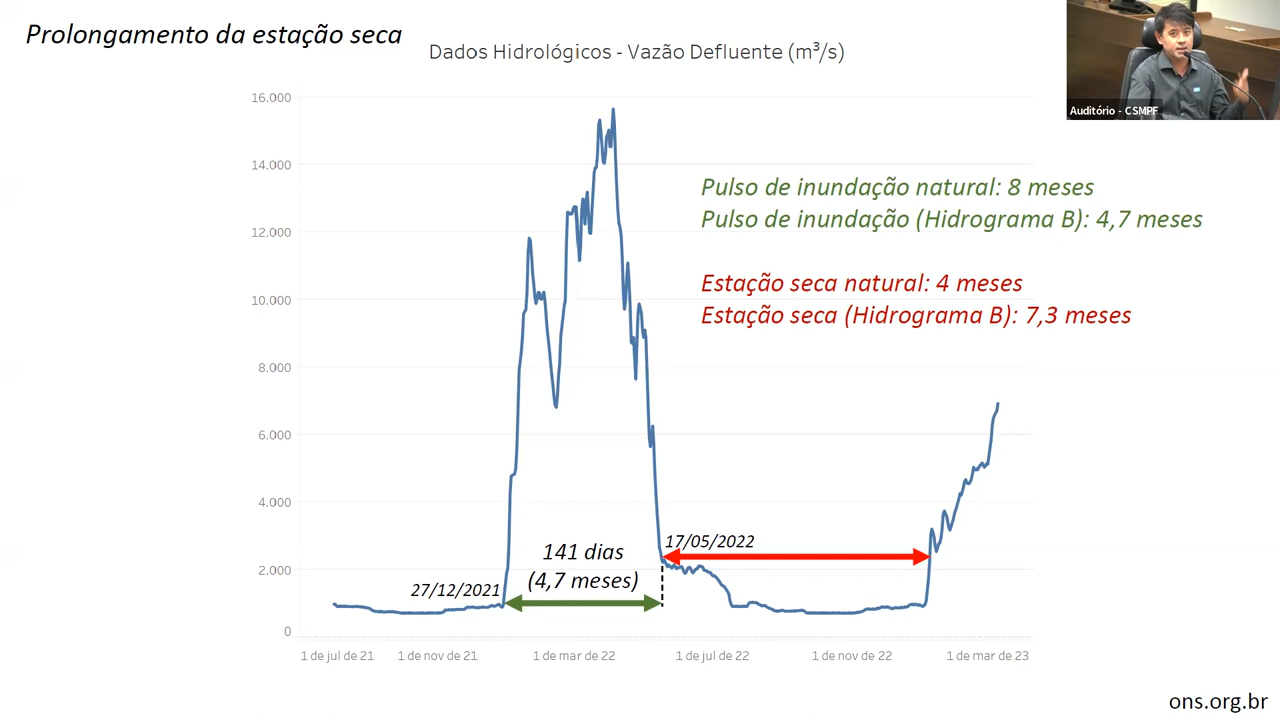 Prolongamento da estação seca
Dados Hidrológicos - Vazão Defluente (m³/s)
Auditório - CSMPF
16.000
14.000
12.000
10.000
8.000
6.000
4.000
2.000
0
Pulso de inundação natural: 8 meses
Pulso de inundação (Hidrograma B): 4,7 meses
Estação seca natural: 4 meses
Estação seca (Hidrograma B): 7,3 meses
17/05/2022
141 dias
(4,7 meses)
27/12/2021
1 de jul de 21
1 de nov de 21
1 de mar de 22
1 de jul de 22
1 de nov de 22
1 de mar de 23
ons.org.br